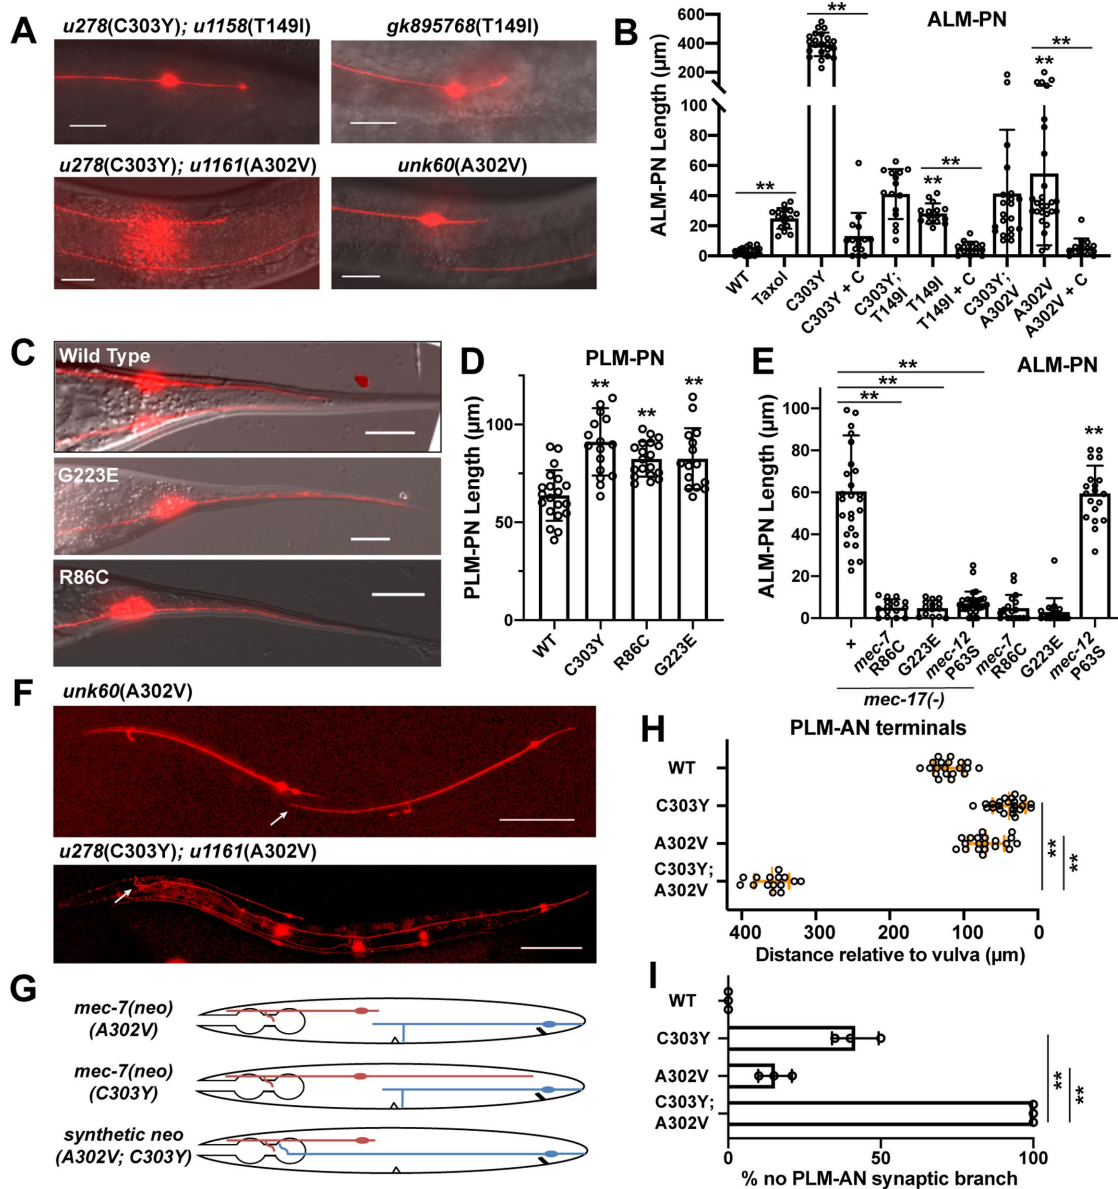 A
u278(C303Y); u1158(T149I)
gk895768(T149I)
u278(C303Y); u1161(A302V)
unk60(A302V)
B
ALM-PN
ALM-PN Length (µm)
600
400
200
100
80
60
40
20
0
**
**
**
**
**
**
WT
Taxol
C303Y
C303Y + C
C303Y;
T149I
T149I
T149I + C
C303Y;
A302V
A302V
A302V + C
C
Wild Type
G223E
R86C
D
PLM-PN
PLM-PN Length (µm)
100
50
0
**
**
**
WT
C303Y
R86C
G223E
E
ALM-PN
ALM-PN Length (µm)
100
80
60
40
20
0
**
**
**
**
+
mec-7
R86C
G223E
mec-12
P63S
mec-7
R86C
G223E
mec-12
P63S
mec-17(-)
F
unk60(A302V)
u278(C303Y); u1161(A302V)
G
mec-7(neo)
(A302V)
mec-7(neo)
(C303Y)
synthetic neo
(A302V; C303Y)
H
PLM-AN terminals
WT
C303Y
A302V
C303Y;
A302V
**
**
400
300
200
100
0
Distance relative to vulva (µm)
I
WT
C303Y
A302V
C303Y;
A302V
**
**
0
50
100
% no PLM-AN synaptic branch